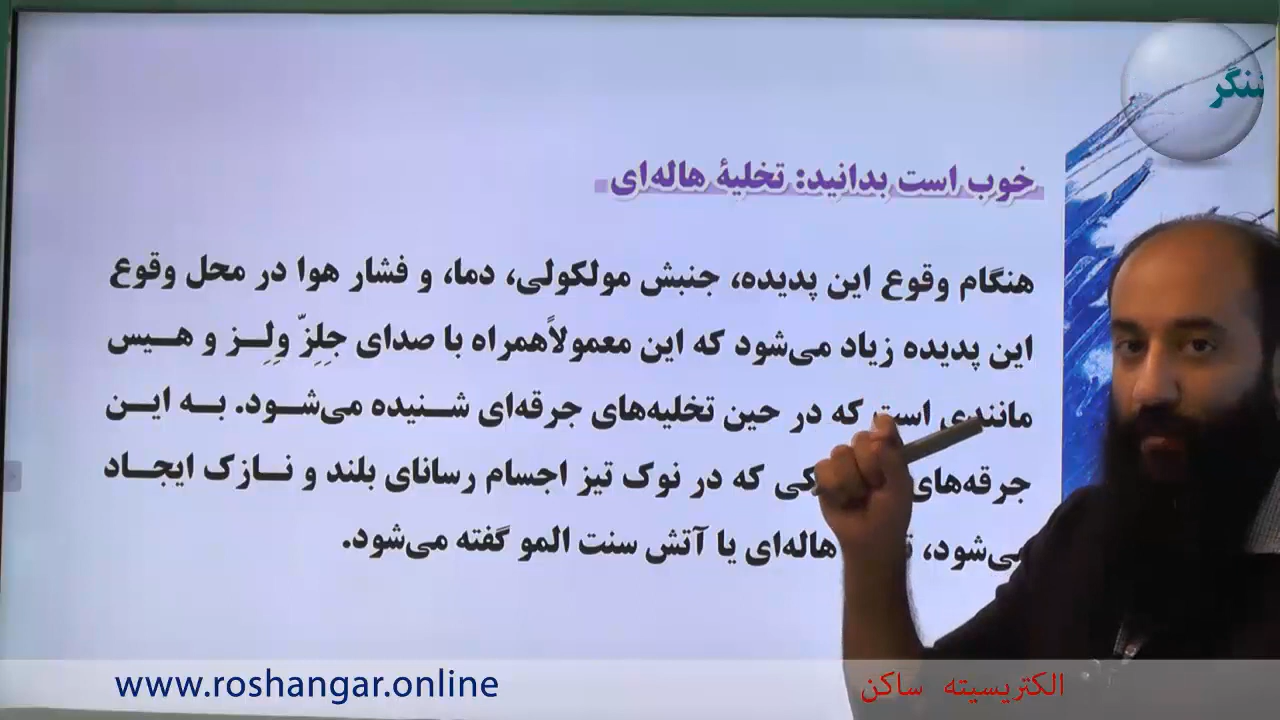 خوب است بدانید: تخلیهٔ هاله‌ای
هنگام وقوع این پدیده، جنبش مولکولی، دما، و فشار هوا در محل وقوع
این پدیده زیاد می‌شود که این معمولاً همراه با صدای جِلِزّ وِلِز و هیس
مانندی است که در حین تخلیه‌های جرقه‌ای شنیده می‌شود. به این
جرقه‌های که در نوک تیز اجسام رسانای بلند و نازک ایجاد
می‌شود، هاله‌ای یا آتش سنت المو گفته می‌شود.
www.roshangar.online
الکتریسیته ساکن